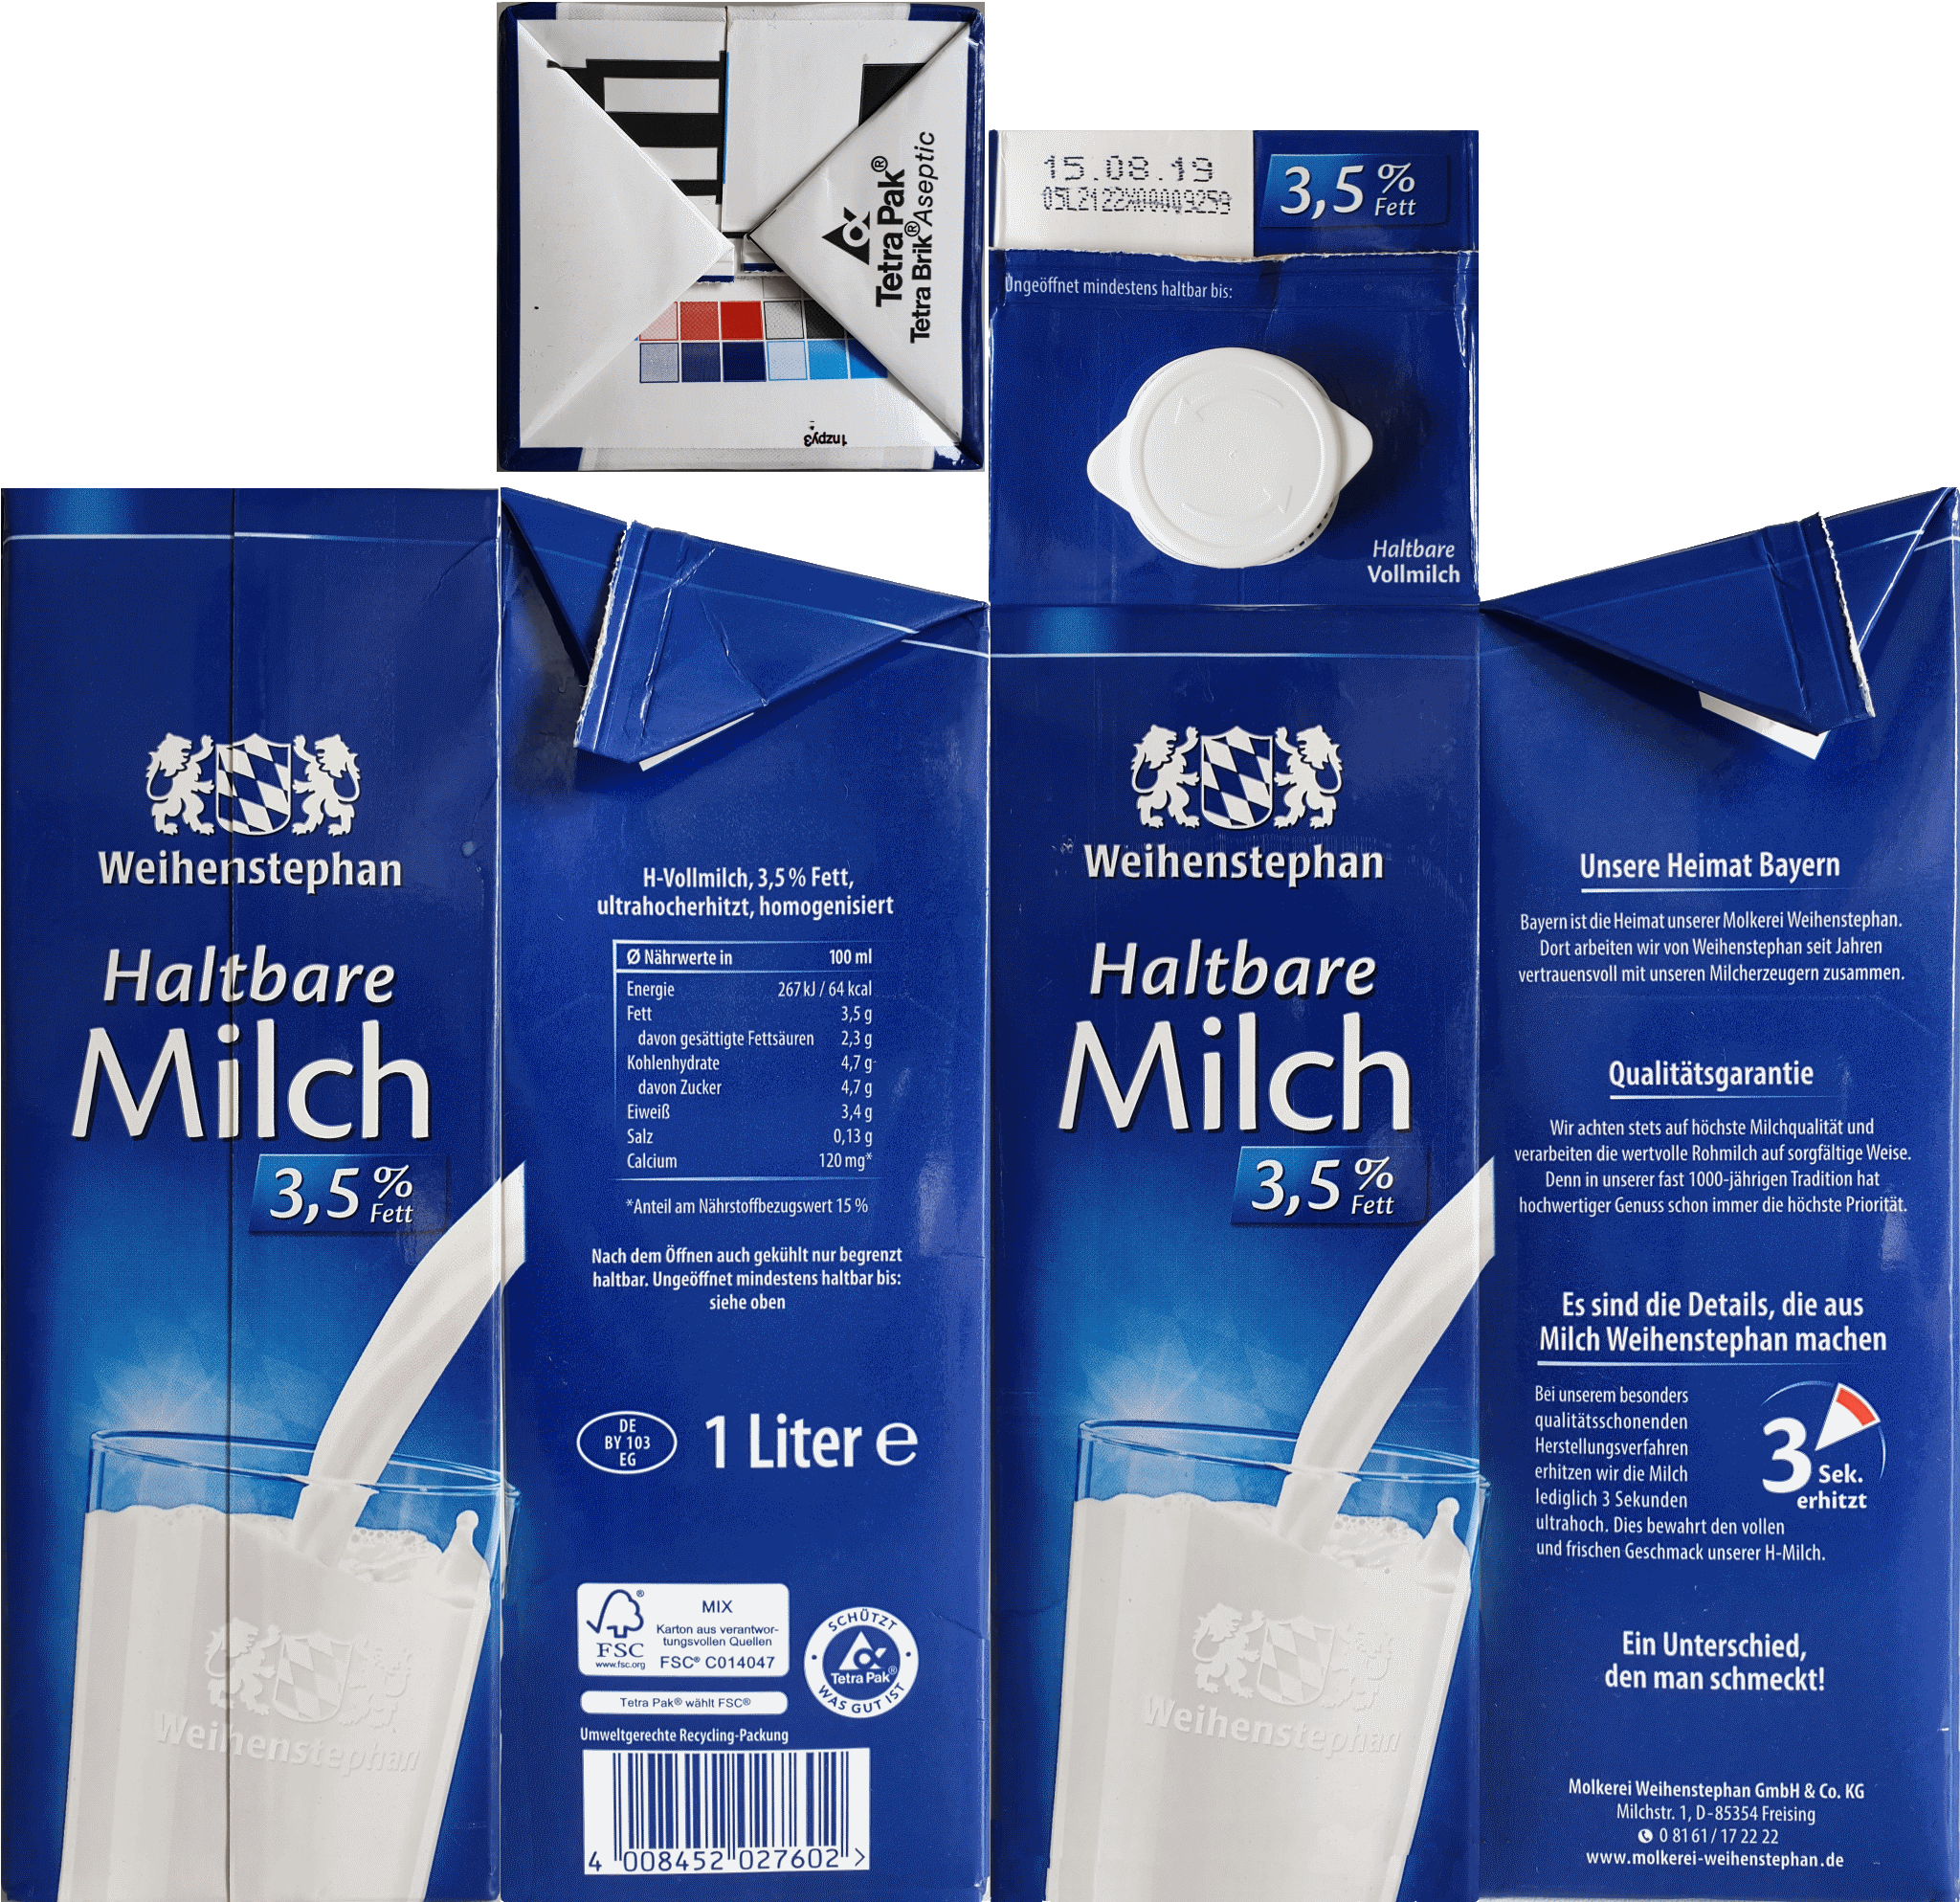 Tetra Pak®
Tetra Brik® Aseptic
1nzpy3
15.08.19
3,5 %
Fett
Ungeöffnet mindestens haltbar bis:
Haltbare
Vollmilch
Weihenstephan
Haltbare
Milch
3,5 %
Fett
Weihenstephan
H-Vollmilch, 3,5 % Fett,
ultrahocherhitzt, homogenisiert
Ø Nährwerte in 100 ml
Energie 267 kJ / 64 kcal
Fett 3,5 g
davon gesättigte Fettsäuren 2,3 g
Kohlenhydrate 4,7 g
davon Zucker 4,7 g
Eiweiß 3,4 g
Salz 0,13 g
Calcium 120 mg*
*Anteil am Nährstoffbezugswert 15 %
Nach dem Öffnen auch gekühlt nur begrenzt
haltbar. Ungeöffnet mindestens haltbar bis:
siehe oben
DE
BY 103
EG
1 Liter e
FSC®
www.fsc.org
MIX
Karton aus verantwor-
tungsvollen Quellen
FSC® C014047
Tetra Pak® wählt FSC®
SCHÜTZT
Tetra Pak®
WAS GUT IST
Umweltgerechte Recycling-Packung
4 008452 027602 >
Weihenstephan
Haltbare
Milch
3,5 %
Fett
Weihenstephan
Unsere Heimat Bayern
Bayern ist die Heimat unserer Molkerei Weihenstephan.
Dort arbeiten wir von Weihenstephan seit Jahren
vertrauensvoll mit unseren Milcherzeugern zusammen.
Qualitätsgarantie
Wir achten stets auf höchste Milchqualität und
verarbeiten die wertvolle Rohmilch auf sorgfältige Weise.
Denn in unserer fast 1000-jährigen Tradition hat
hochwertiger Genuss schon immer die höchste Priorität.
Es sind die Details, die aus
Milch Weihenstephan machen
Bei unserem besonders
qualitätsschonenden
Herstellungsverfahren
erhitzen wir die Milch
lediglich 3 Sekunden
ultrahoch. Dies bewahrt den vollen
und frischen Geschmack unserer H-Milch.
3 Sek.
erhitzt
Ein Unterschied,
den man schmeckt!
Molkerei Weihenstephan GmbH & Co. KG
Milchstr. 1, D-85354 Freising
0 81 61 / 17 22 22
www.molkerei-weihenstephan.de